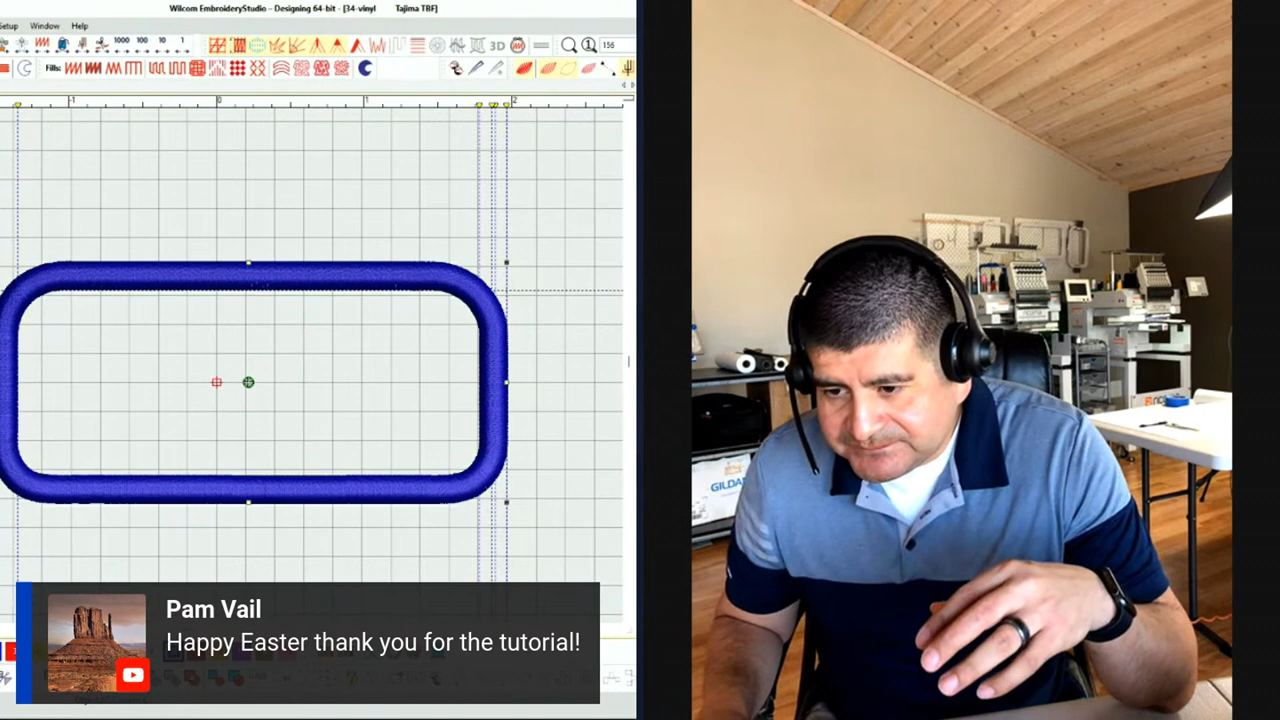 Wilcom EmbroideryStudio – Designing 64-bit - [34-vinyl Tajima TBF]
Setup Window Help
1000 100 10 1
3D
1
156
Fills:
-1 0 1 2
GILDAN
Pam Vail
Happy Easter thank you for the tutorial!